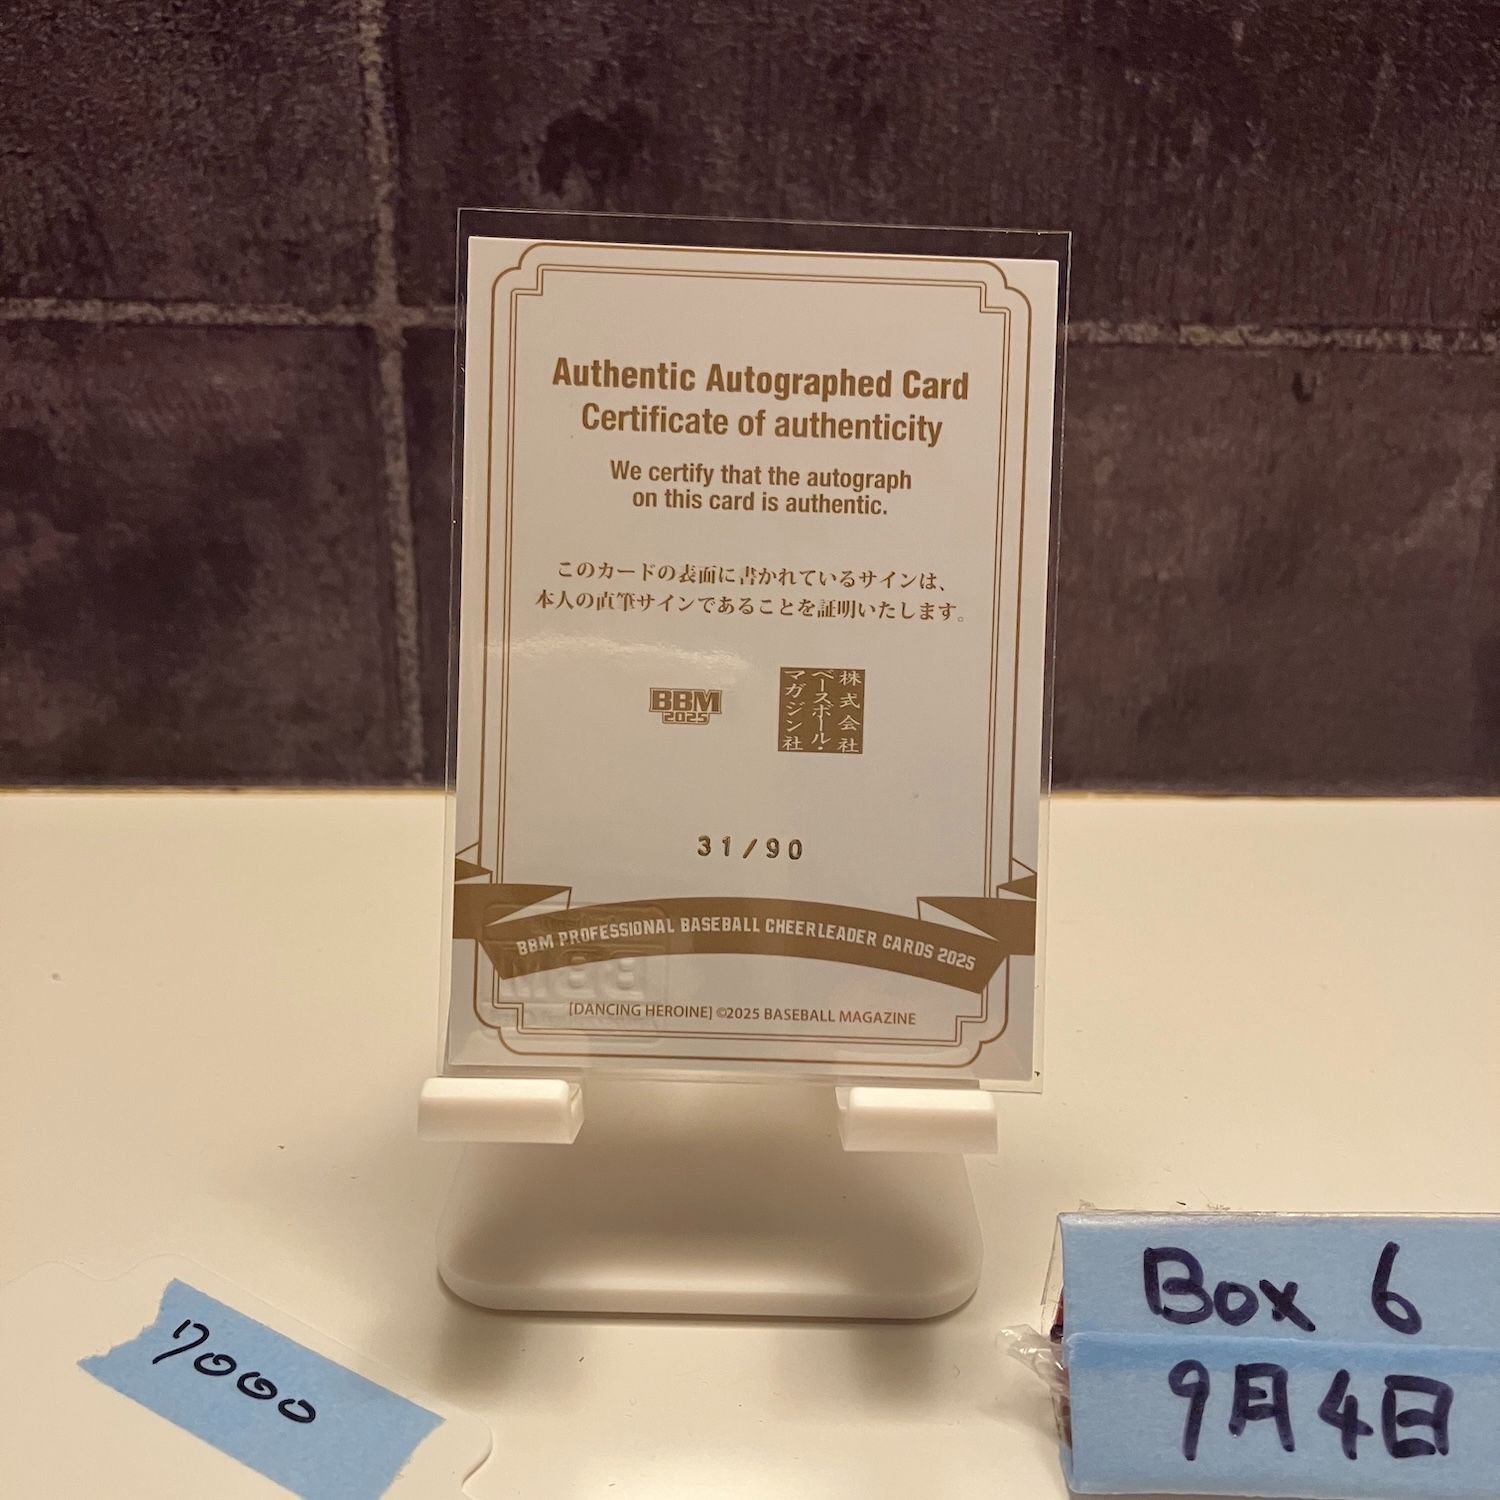 Authentic Autographed Card
Certificate of authenticity
We certify that the autograph
on this card is authentic.
このカードの表面に書かれているサインは、
本人の直筆サインであることを証明いたします。
BBM
2025
株式会社
ベースボール・
マガジン社
31/90
BBM PROFESSIONAL BASEBALL CHEERLEADER CARDS 2025
[DANCING HEROINE] ©2025 BASEBALL MAGAZINE
7000
Box 6
9月4日